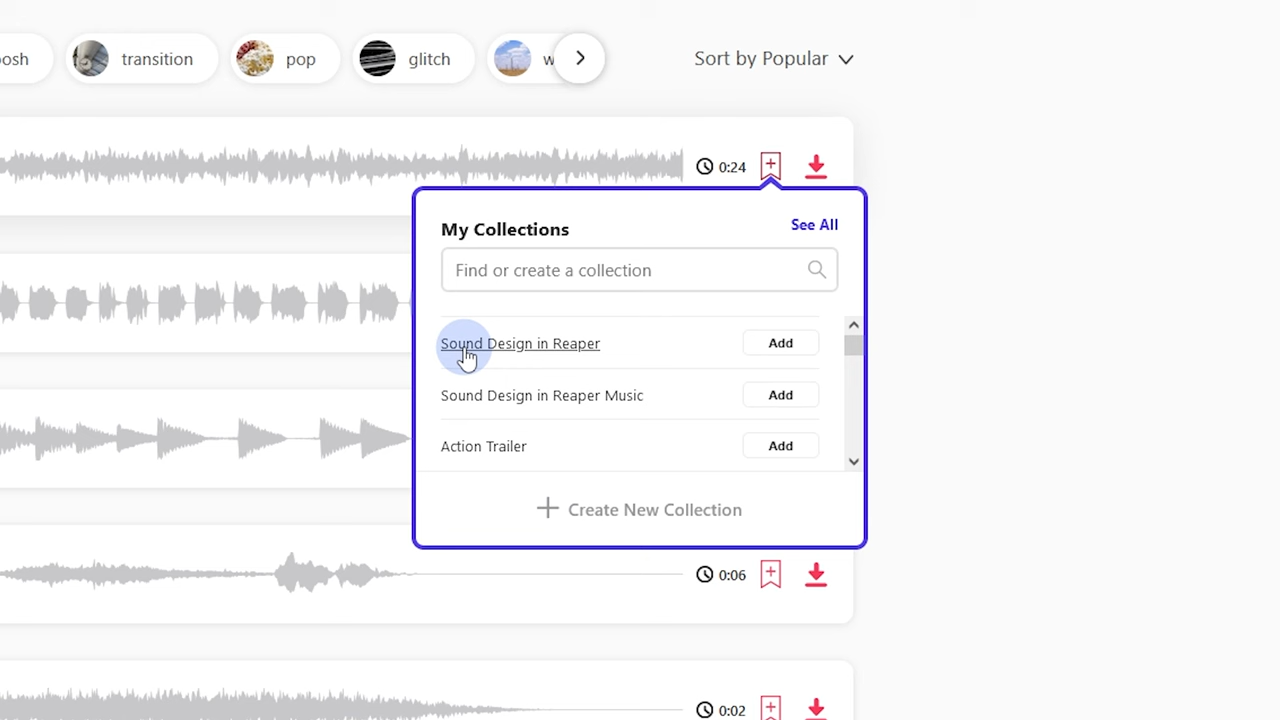 transition
pop
glitch
Sort by Popular
0:24
My Collections
See All
Find or create a collection
Sound Design in Reaper
Add
Sound Design in Reaper Music
Add
Action Trailer
Add
Create New Collection
0:06
0:02